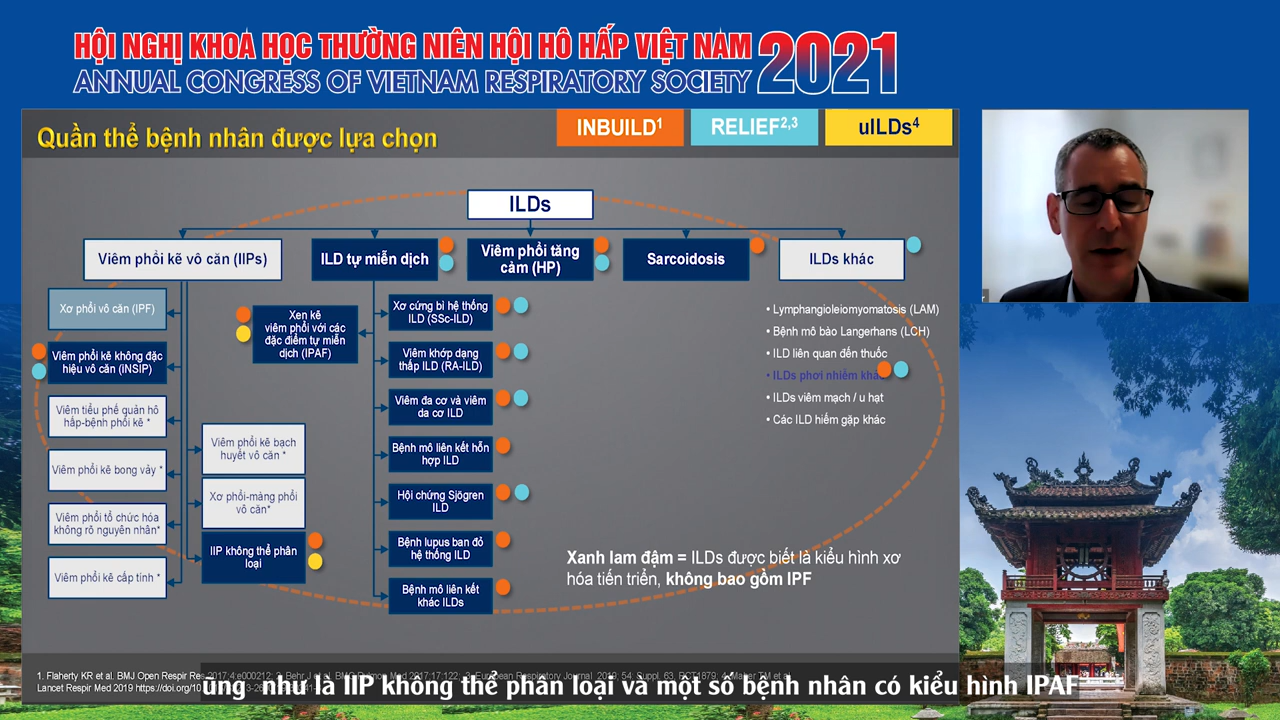 HỘI NGHỊ KHOA HỌC THƯỜNG NIÊN HỘI HÔ HẤP VIỆT NAM 2021
ANNUAL CONGRESS OF VIETNAM RESPIRATORY SOCIETY
Quần thể bệnh nhân được lựa chọn
INBUILD¹
RELIEF²,³
uILDs⁴
ILDs
Viêm phổi kẽ vô căn (IIPs)
ILD tự miễn dịch
Viêm phổi tăng
cảm (HP)
Sarcoidosis
ILDs khác
Xơ phổi vô căn (IPF)
Viêm phổi kẽ không đặc
hiệu vô căn (iNSIP)
Viêm tiểu phế quản hô
hấp-bệnh phổi kẽ *
Viêm phổi kẽ bong vảy *
Viêm phổi tổ chức hóa
không rõ nguyên nhân*
Viêm phổi kẽ cấp tính *
Viêm phổi kẽ bạch
huyết vô căn *
Xơ phổi-màng phổi
vô căn*
IIP không thể phân
loại
Xen kẽ
viêm phổi với các
đặc điểm tự miễn
dịch (IPAF)
Xơ cứng bì hệ thống
ILD (SSc-ILD)
Viêm khớp dạng
thấp ILD (RA-ILD)
Viêm đa cơ và viêm
da cơ ILD
Bệnh mô liên kết hỗn
hợp ILD
Hội chứng Sjögren
ILD
Bệnh lupus ban đỏ
hệ thống ILD
Bệnh mô liên kết
khác ILDs
• Lymphangioleiomyomatosis (LAM)
• Bệnh mô bào Langerhans (LCH)
• ILD liên quan đến thuốc
• ILDs phơi nhiễm
• ILDs viêm mạch / u hạt
• Các ILD hiếm gặp khác
Xanh lam đậm = ILDs được biết là kiểu hình xơ
hóa tiến triển, không bao gồm IPF
1. Flaherty KR et al. BMJ Open Respir
Lancet Respir Med 2019 https://doi.org/10
ũng như là IIP không thể phân loại và một số bệnh nhân có kiểu hình IPAF